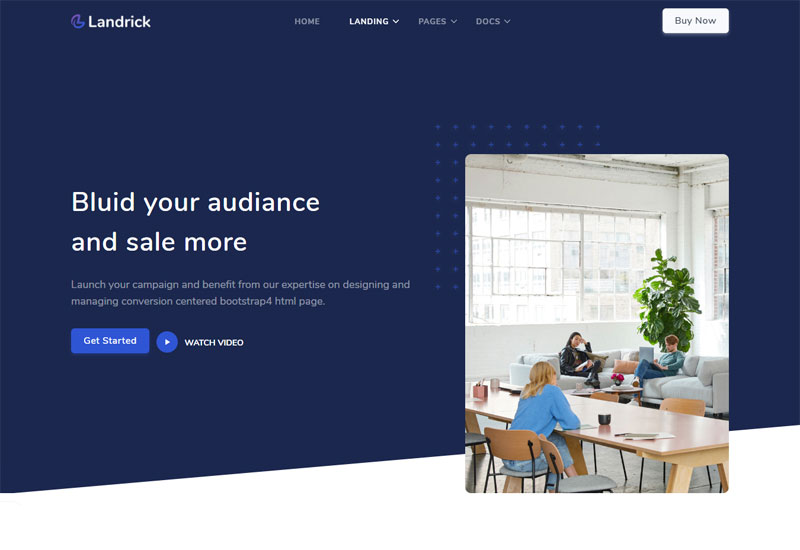 Landrick
HOME LANDING PAGES DOCS
Buy Now
Bluid your audiance
and sale more
Launch your campaign and benefit from our expertise on designing and
managing conversion centered bootstrap4 html page.
Get Started
WATCH VIDEO